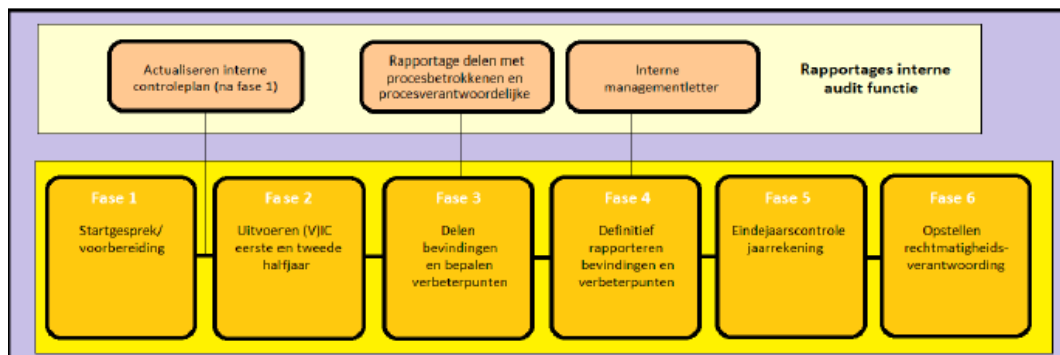 Actualiseren interne
controleplan (na fase 1)
Rapportage delen met
procesbetrokkenen en
procesverantwoordelijke
Interne
managementletter
Rapportages interne
audit functie
Fase 1
Startgesprek/
voorbereiding
Fase 2
Uitvoeren (V)IC
eerste en tweede
halfjaar
Fase 3
Delen
bevindingen
en bepalen
verbeterpunten
Fase 4
Definitief
rapporteren
bevindingen en
verbeterpunten
Fase 5
Eindejaarscontrole
jaarrekening
Fase 6
Opstellen
rechtmatigheids-
verantwoording